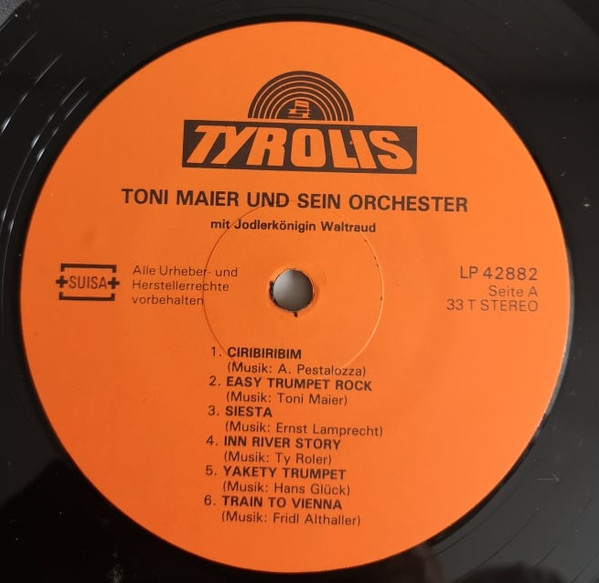 TYROLIS
TONI MAIER UND SEIN ORCHESTER
mit Jodlerkönigin Waltraud
SUISA
Alle Urheber- und
Herstellerrechte
vorbehalten
LP 42882
Seite A
33 T STEREO
1. CIRIBIRIBIM
(Musik: A. Pestalozza)
2. EASY TRUMPET ROCK
(Musik: Toni Maier)
3. SIESTA
(Musik: Ernst Lamprecht)
4. INN RIVER STORY
(Musik: Ty Roler)
5. YAKETY TRUMPET
(Musik: Hans Glück)
6. TRAIN TO VIENNA
(Musik: Fridl Althaller)